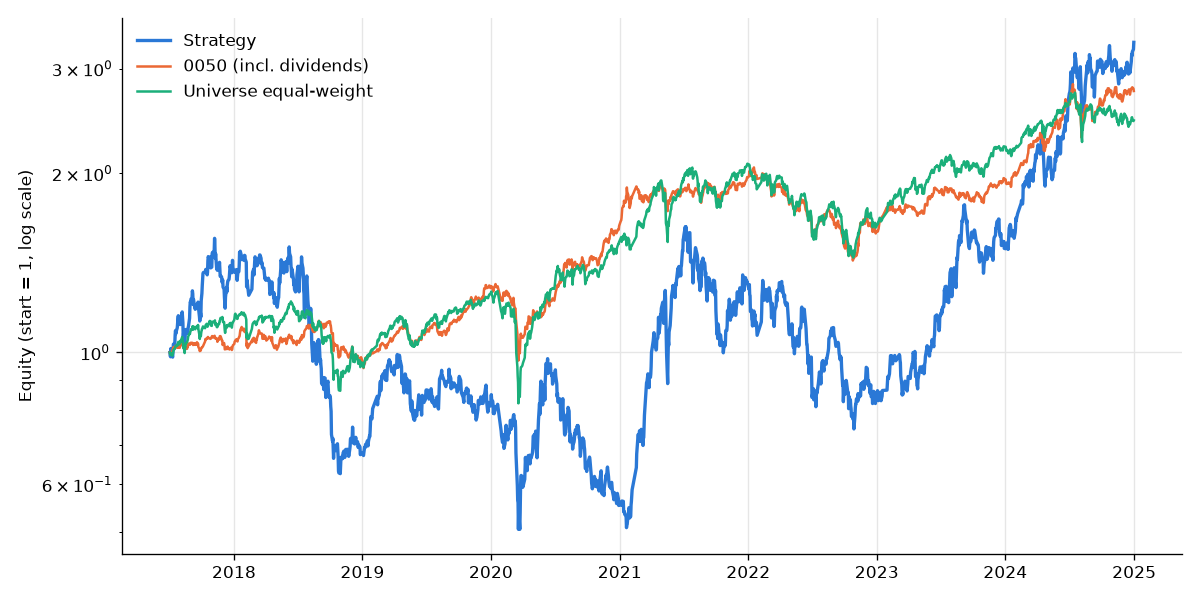 Strategy
0050 (incl. dividends)
Universe equal-weight
Equity (start = 1, log scale)
3 × 10⁰
2 × 10⁰
10⁰
6 × 10⁻¹
2018 2019 2020 2021 2022 2023 2024 2025